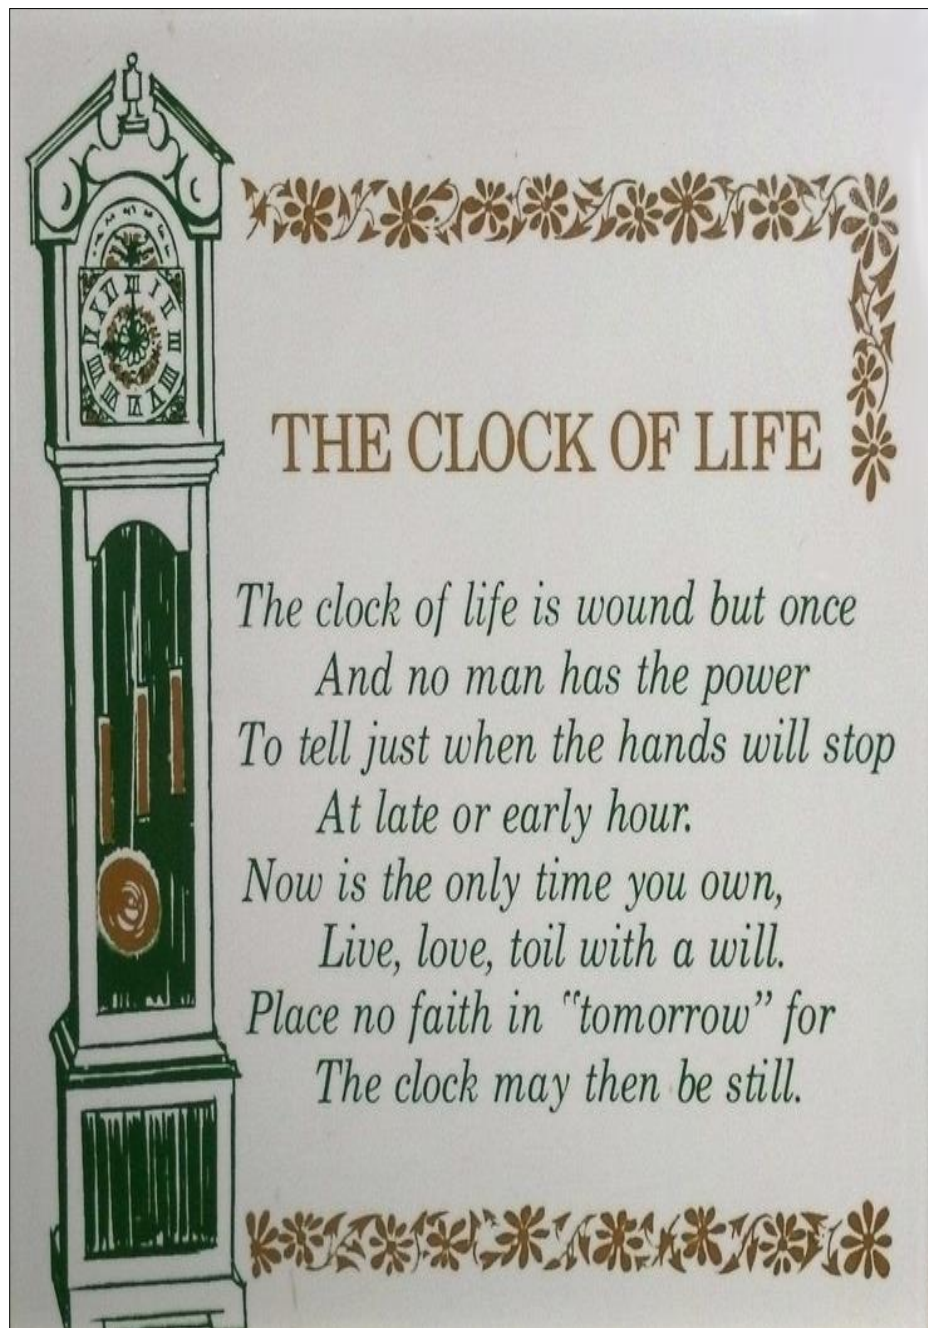 THE CLOCK OF LIFE
The clock of life is wound but once
And no man has the power
To tell just when the hands will stop
At late or early hour.
Now is the only time you own,
Live, love, toil with a will.
Place no faith in "tomorrow" for
The clock may then be still.